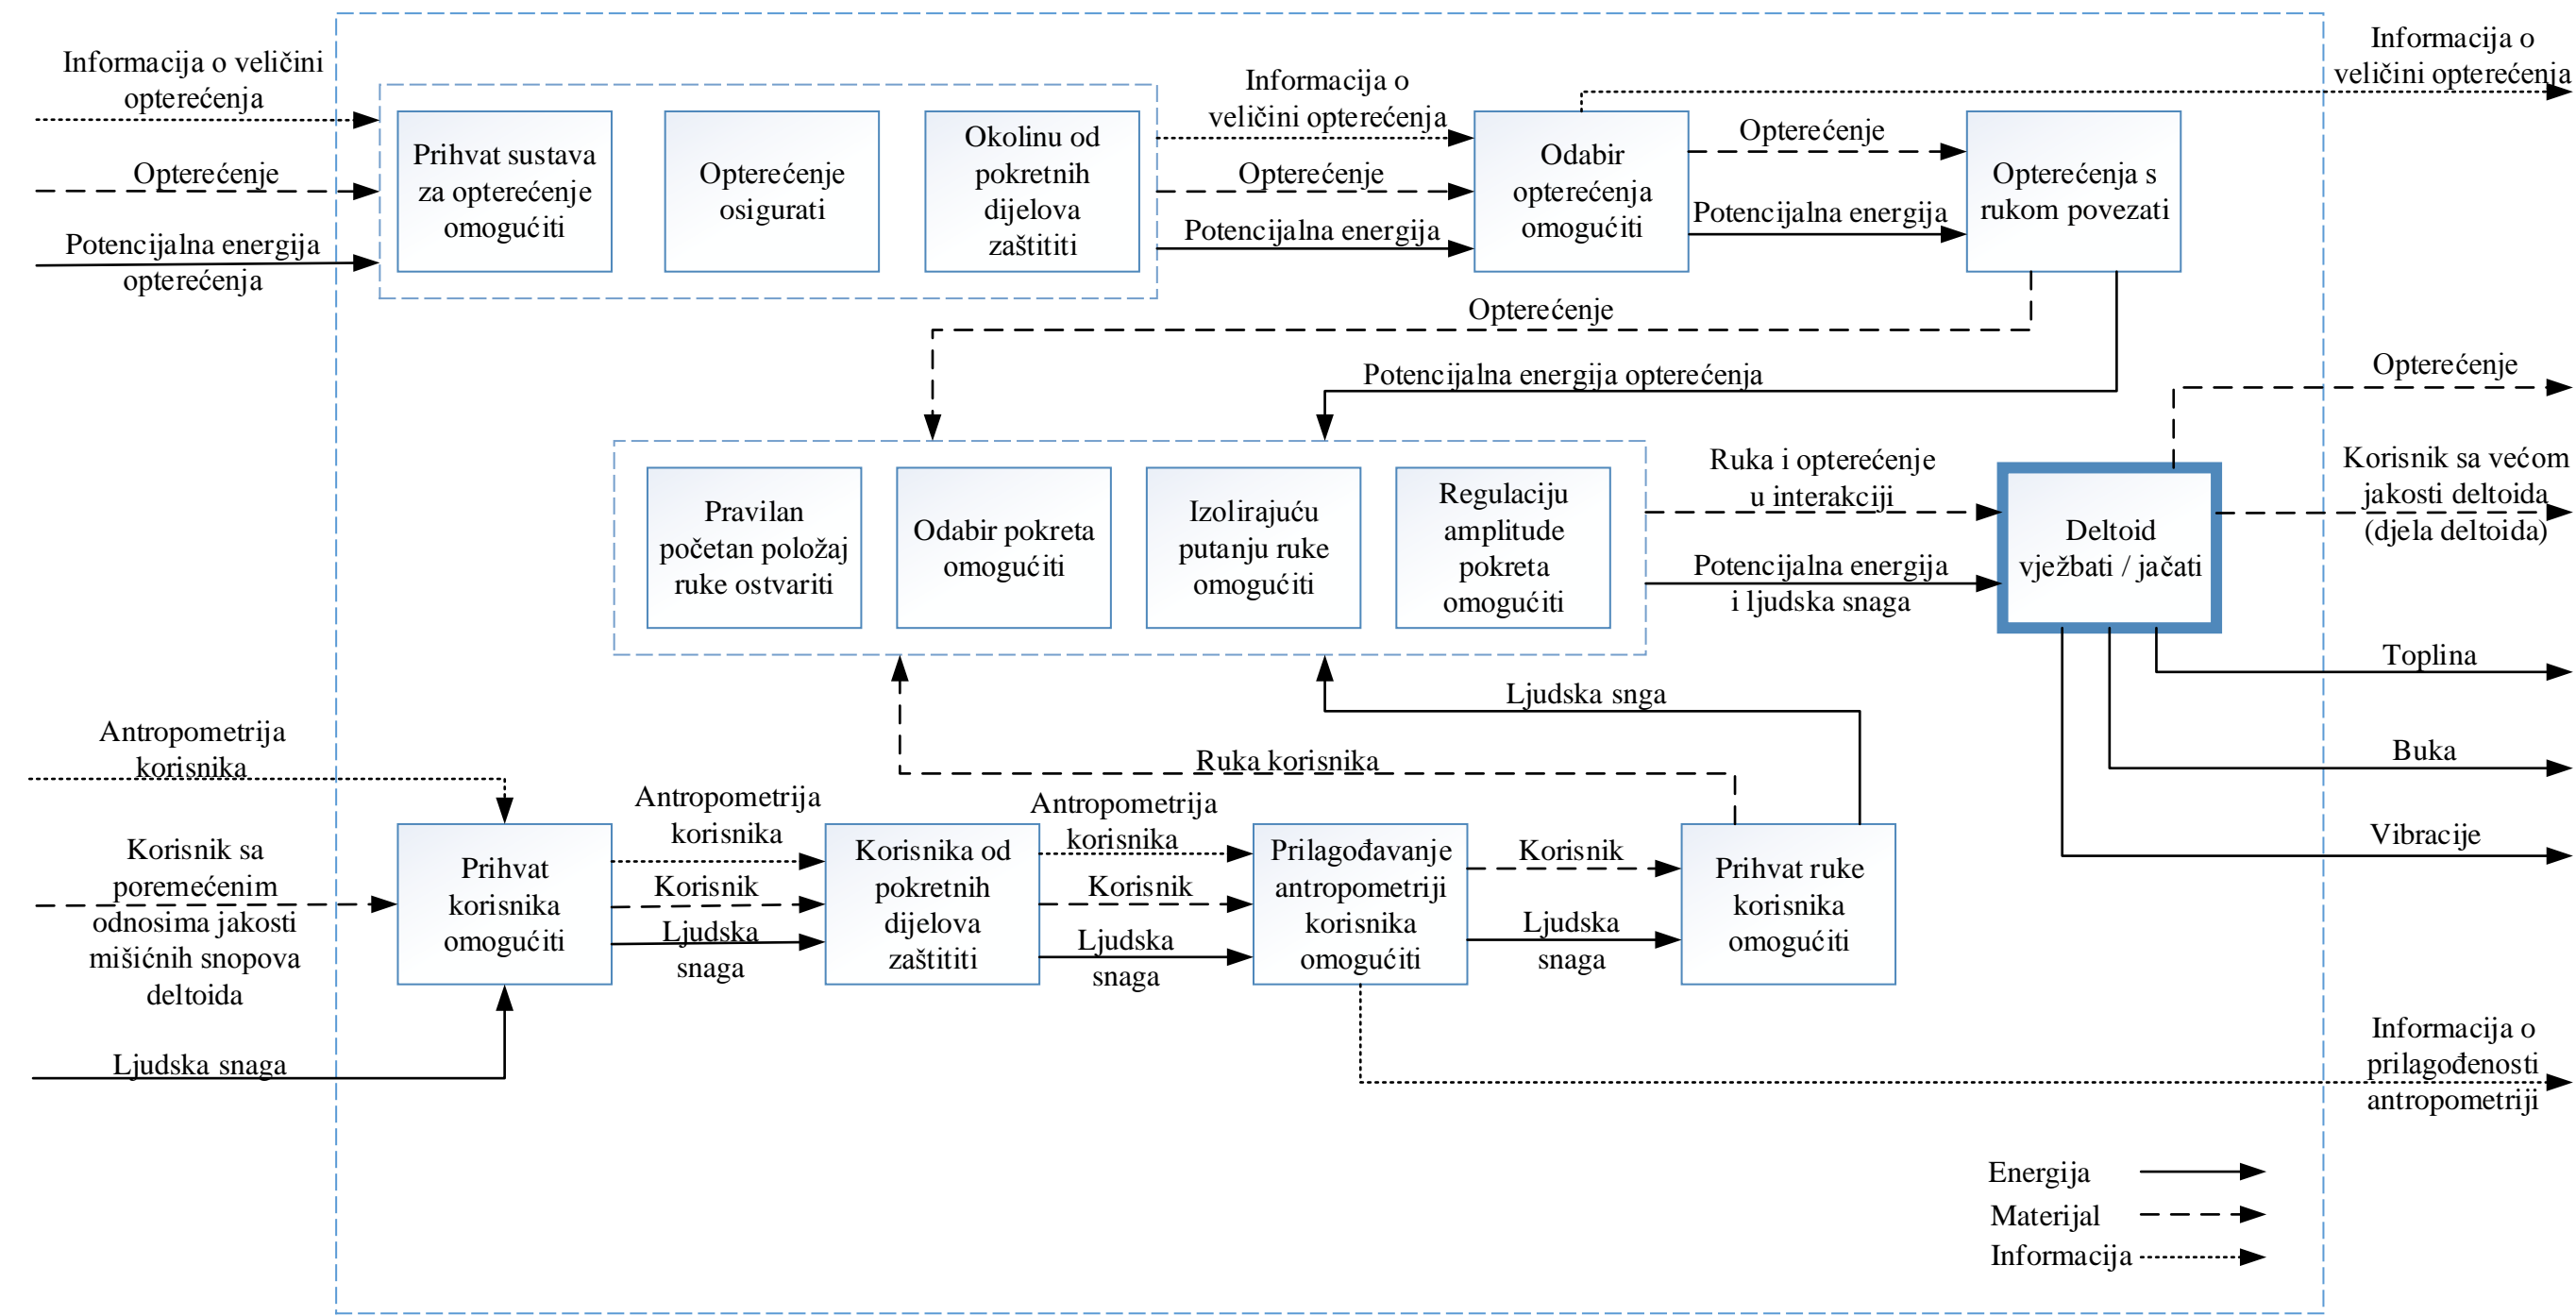 Informacija o veličini
opterećenja
Opterećenje
Potencijalna energija
opterećenja
Prihvat sustava
za opterećenje
omogućiti
Opterećenje
osigurati
Okolinu od
pokretnih
dijelova
zaštititi
Informacija o
veličini opterećenja
Opterećenje
Potencijalna energija
Odabir
opterećenja
omogućiti
Opterećenje
Potencijalna energija
Opterećenja s
rukom povezati
Informacija o
veličini opterećenja
Opterećenje
Potencijalna energija opterećenja
Pravilan
početan položaj
ruke ostvariti
Odabir pokreta
omogućiti
Izolirajuću
putanju ruke
omogućiti
Regulaciju
amplitude
pokreta
omogućiti
Ruka i opterećenje
u interakciji
Potencijalna energija
i ljudska snaga
Deltoid
vježbati / jačati
Opterećenje
Korisnik sa većom
jakosti deltoida
(djela deltoida)
Toplina
Buka
Vibracije
Ljudska snga
Ruka korisnika
Antropometrija
korisnika
Korisnik sa
poremećenim
odnosima jakosti
mišićnih snopova
deltoida
Ljudska snaga
Prihvat
korisnika
omogućiti
Antropometrija
korisnika
Korisnik
Ljudska
snaga
Korisnika od
pokretnih
dijelova
zaštititi
Antropometrija
korisnika
Korisnik
Ljudska
snaga
Prilagođavanje
antropometriji
korisnika
omogućiti
Korisnik
Ljudska
snaga
Prihvat ruke
korisnika
omogućiti
Informacija o
prilagođenosti
antropometriji
Energija
Materijal
Informacija